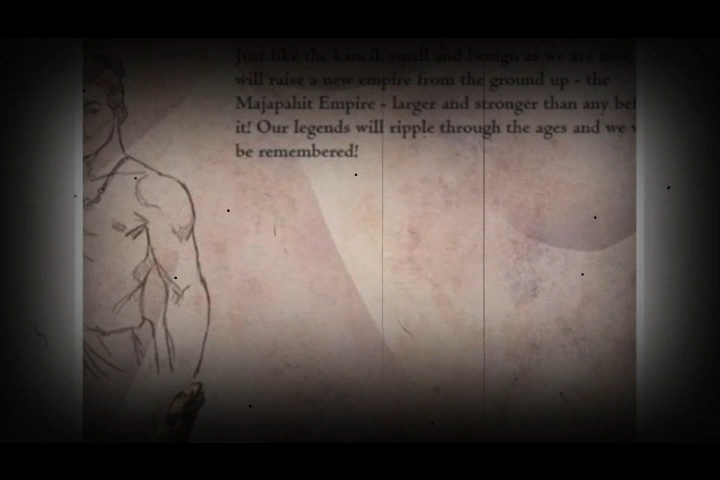 Just like the kancil, small and benign as we are now
will raise a new empire from the ground up - the
Majapahit Empire - larger and stronger than any
it! Our legends will ripple through the ages and we
be remembered!